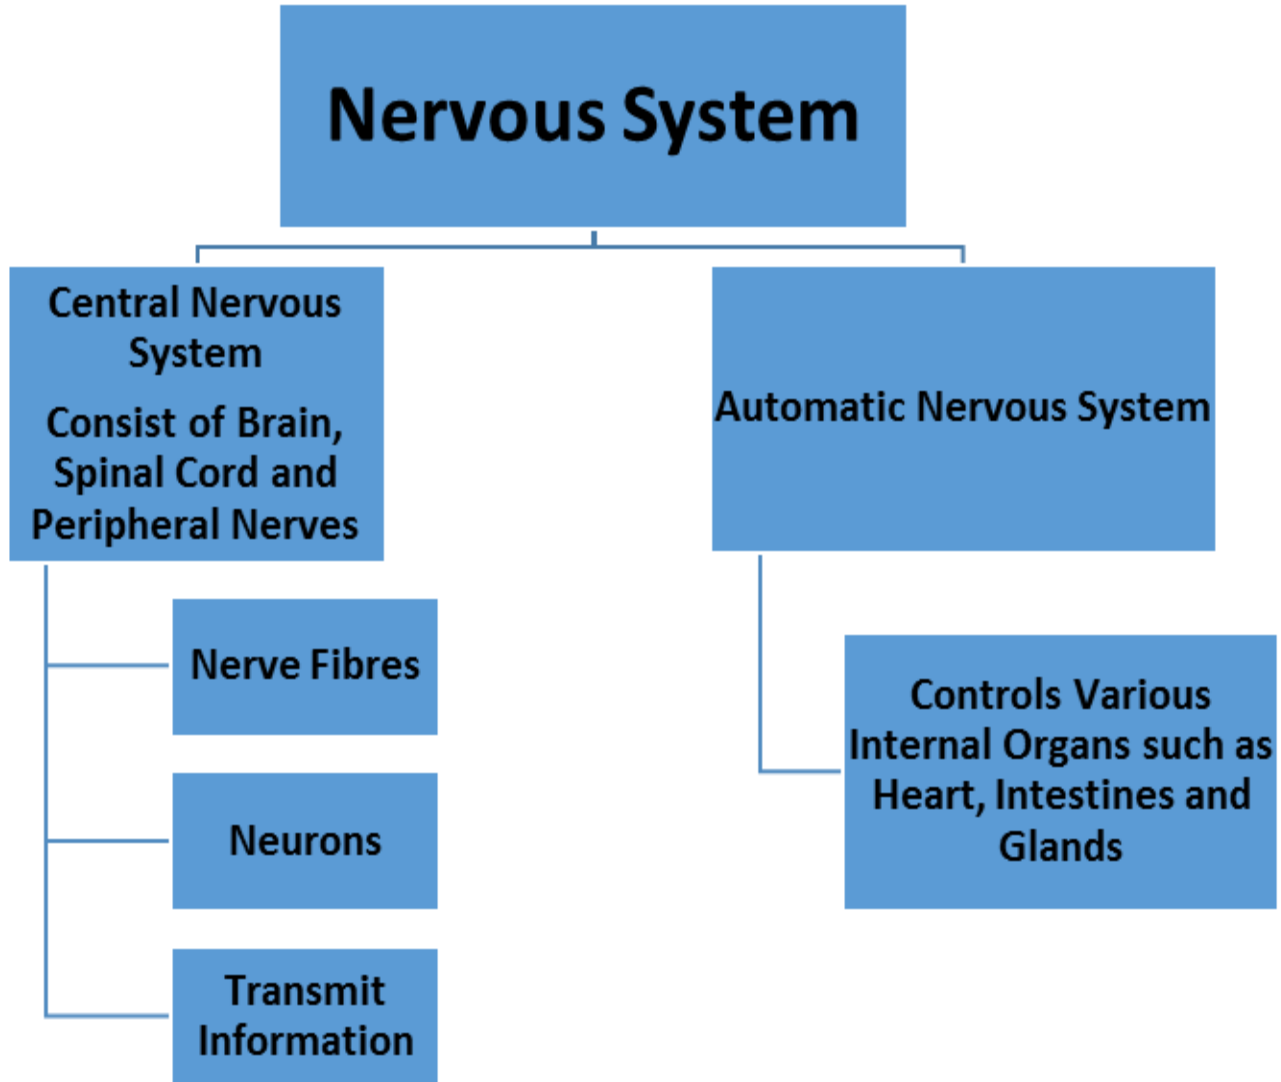 Nervous System
Central Nervous
System
Consist of Brain,
Spinal Cord and
Peripheral Nerves
Automatic Nervous System
Nerve Fibres
Neurons
Transmit
Information
Controls Various
Internal Organs such as
Heart, Intestines and
Glands